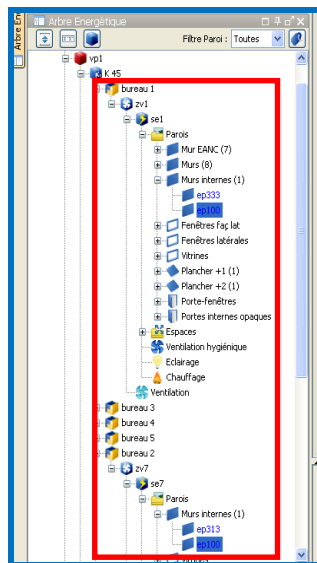 Arbre En
Arbre Energétique
Filtre Paroi : Toutes
vp1
K 45
bureau 1
zv1
se1
Parois
Mur EANC (7)
Murs (8)
Murs internes (1)
ep333
ep100
Fenêtres faç lat
Fenêtres latérales
Vitrines
Plancher +1 (1)
Plancher +2 (1)
Porte-fenêtres
Portes internes opaques
Espaces
Ventilation hygiénique
Eclairage
Chauffage
Ventilation
bureau 3
bureau 4
bureau 5
bureau 2
zv7
se7
Parois
Murs internes (1)
ep313
ep100